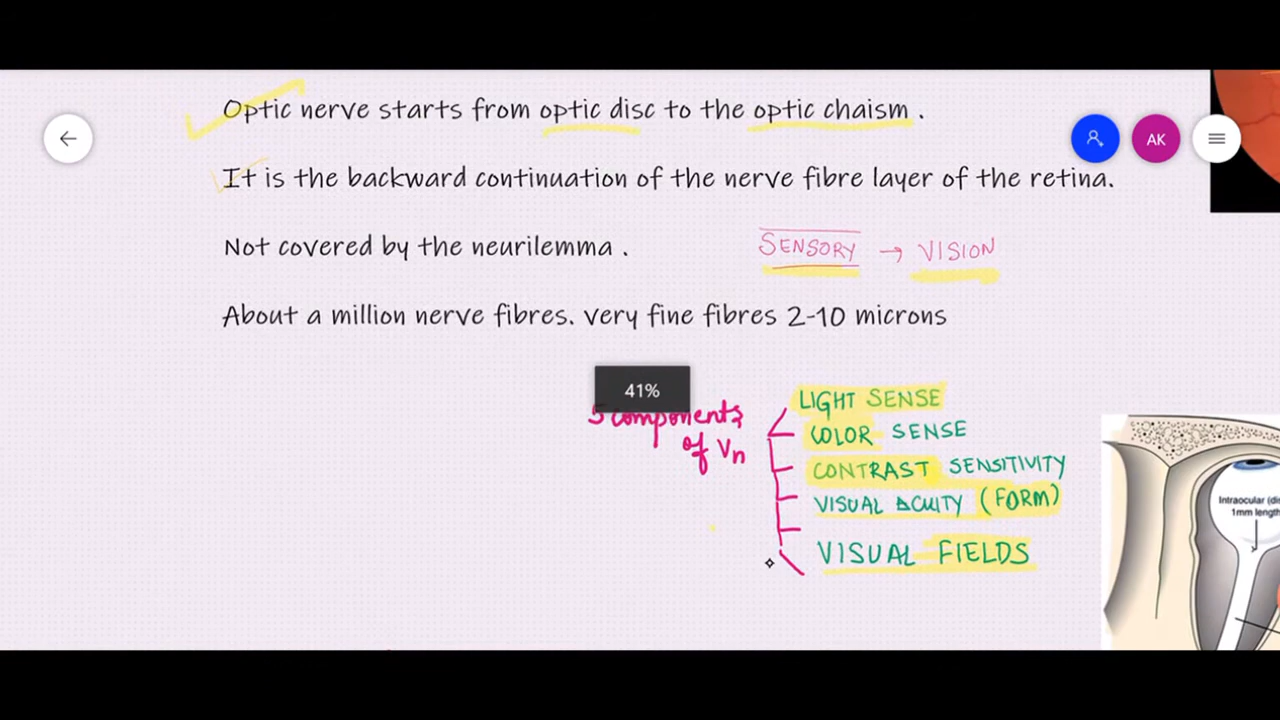 Optic nerve starts from optic disc to the optic chaism .
AK
It is the backward continuation of the nerve fibre layer of the retina.
Not covered by the neurilemma .
SENSORY → VISION
About a million nerve fibres. very fine fibres 2-10 microns
41%
5 components
of Vn
LIGHT SENSE
COLOR SENSE
CONTRAST SENSITIVITY
VISUAL ACUITY (FORM)
VISUAL FIELDS
Intraocular (di
1mm length